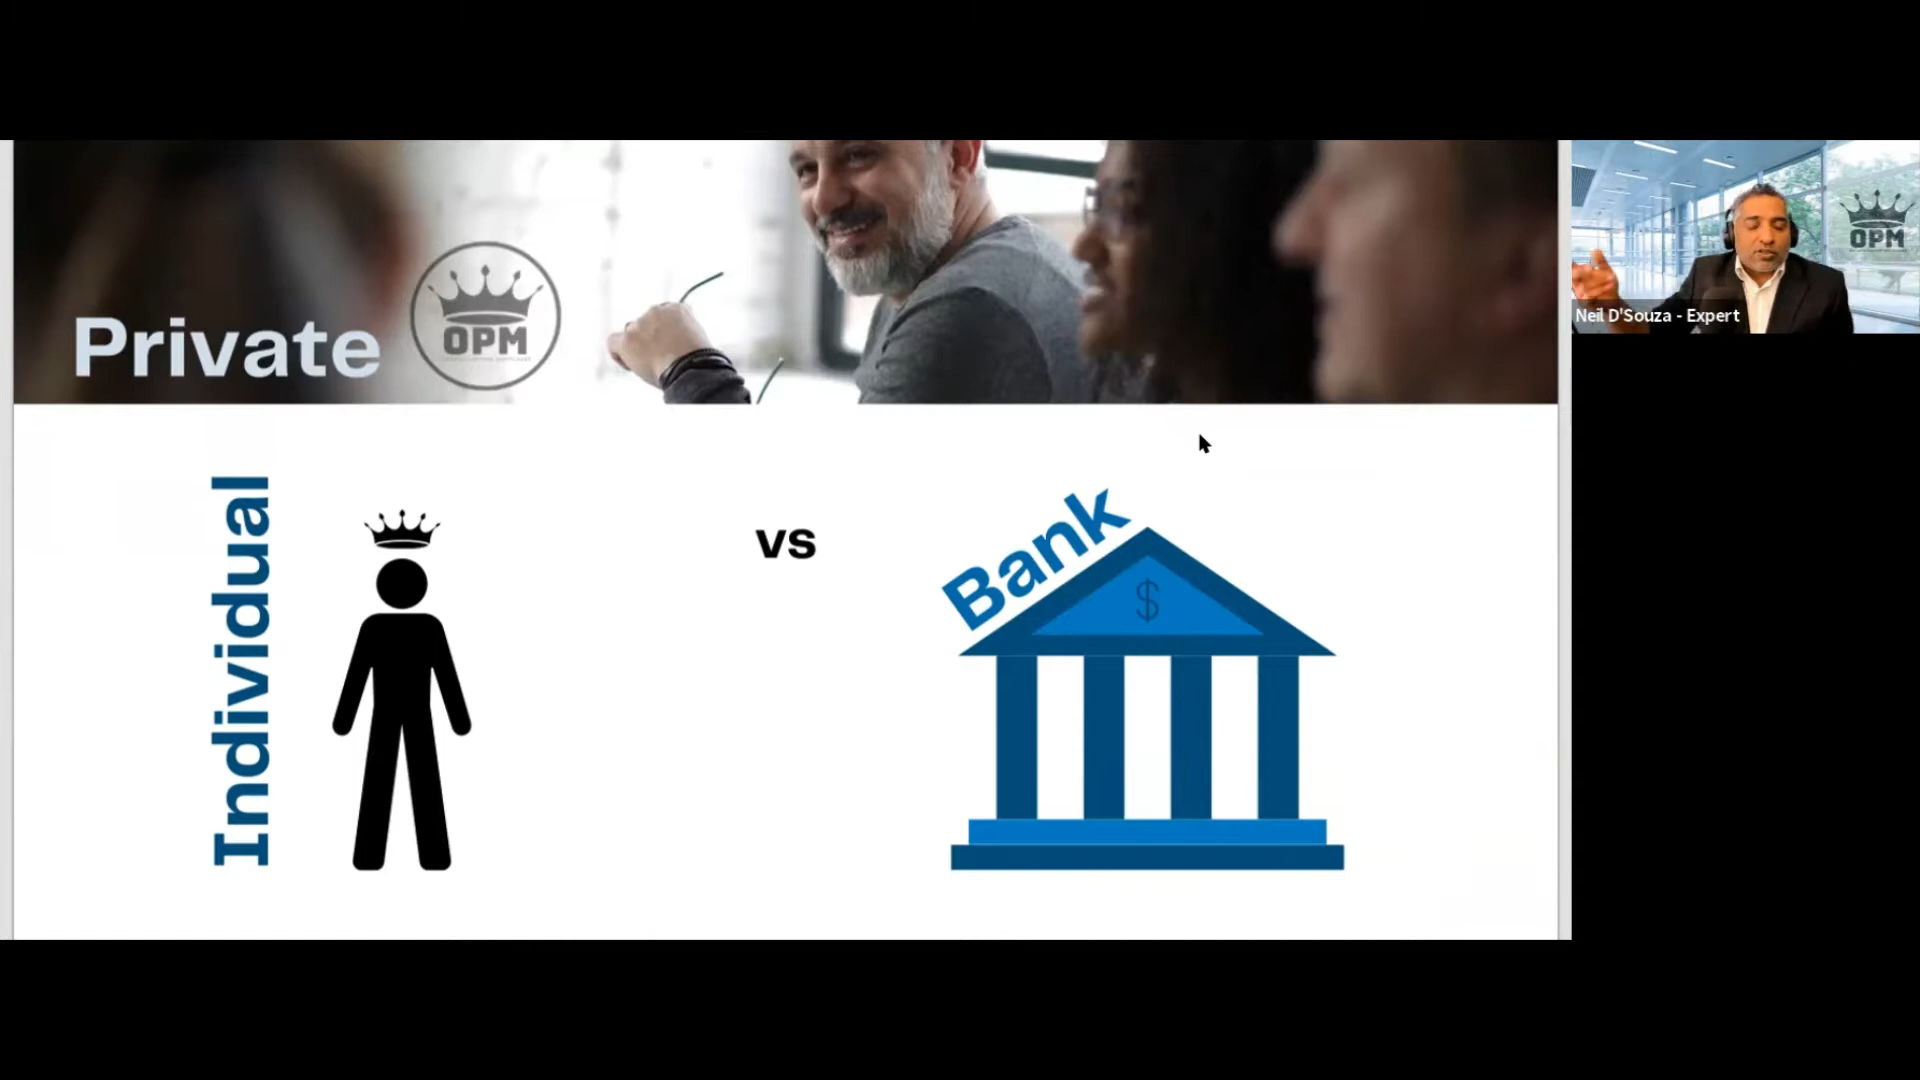 Private
OPM
Individual
vs
Bank
$
OPM
Neil D'Souza - Expert